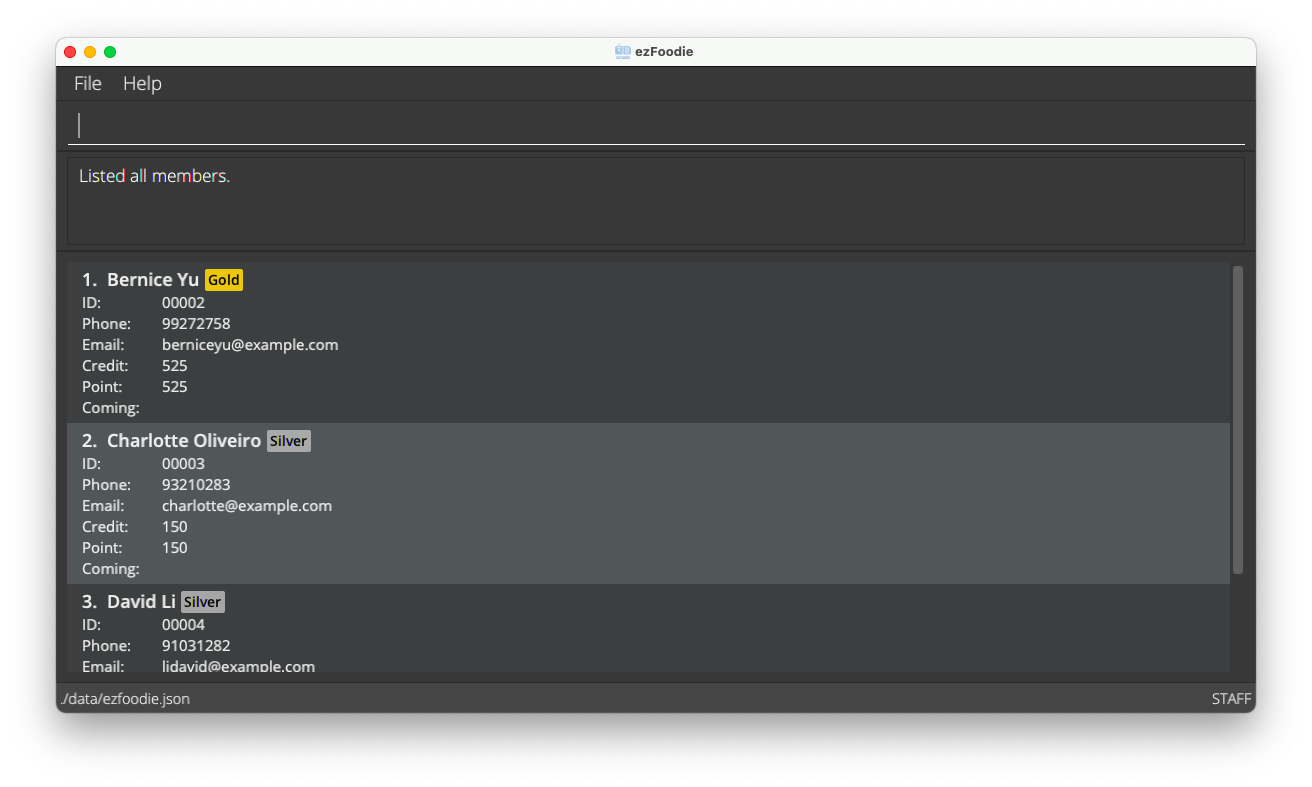 ezFoodie
File Help
Listed all members.
1. Bernice Yu Gold
ID: 00002
Phone: 99272758
Email: berniceyu@example.com
Credit: 525
Point: 525
Coming:
2. Charlotte Oliveiro Silver
ID: 00003
Phone: 93210283
Email: charlotte@example.com
Credit: 150
Point: 150
Coming:
3. David Li Silver
ID: 00004
Phone: 91031282
Email: lidavid@example.com
./data/ezfoodie.json STAFF